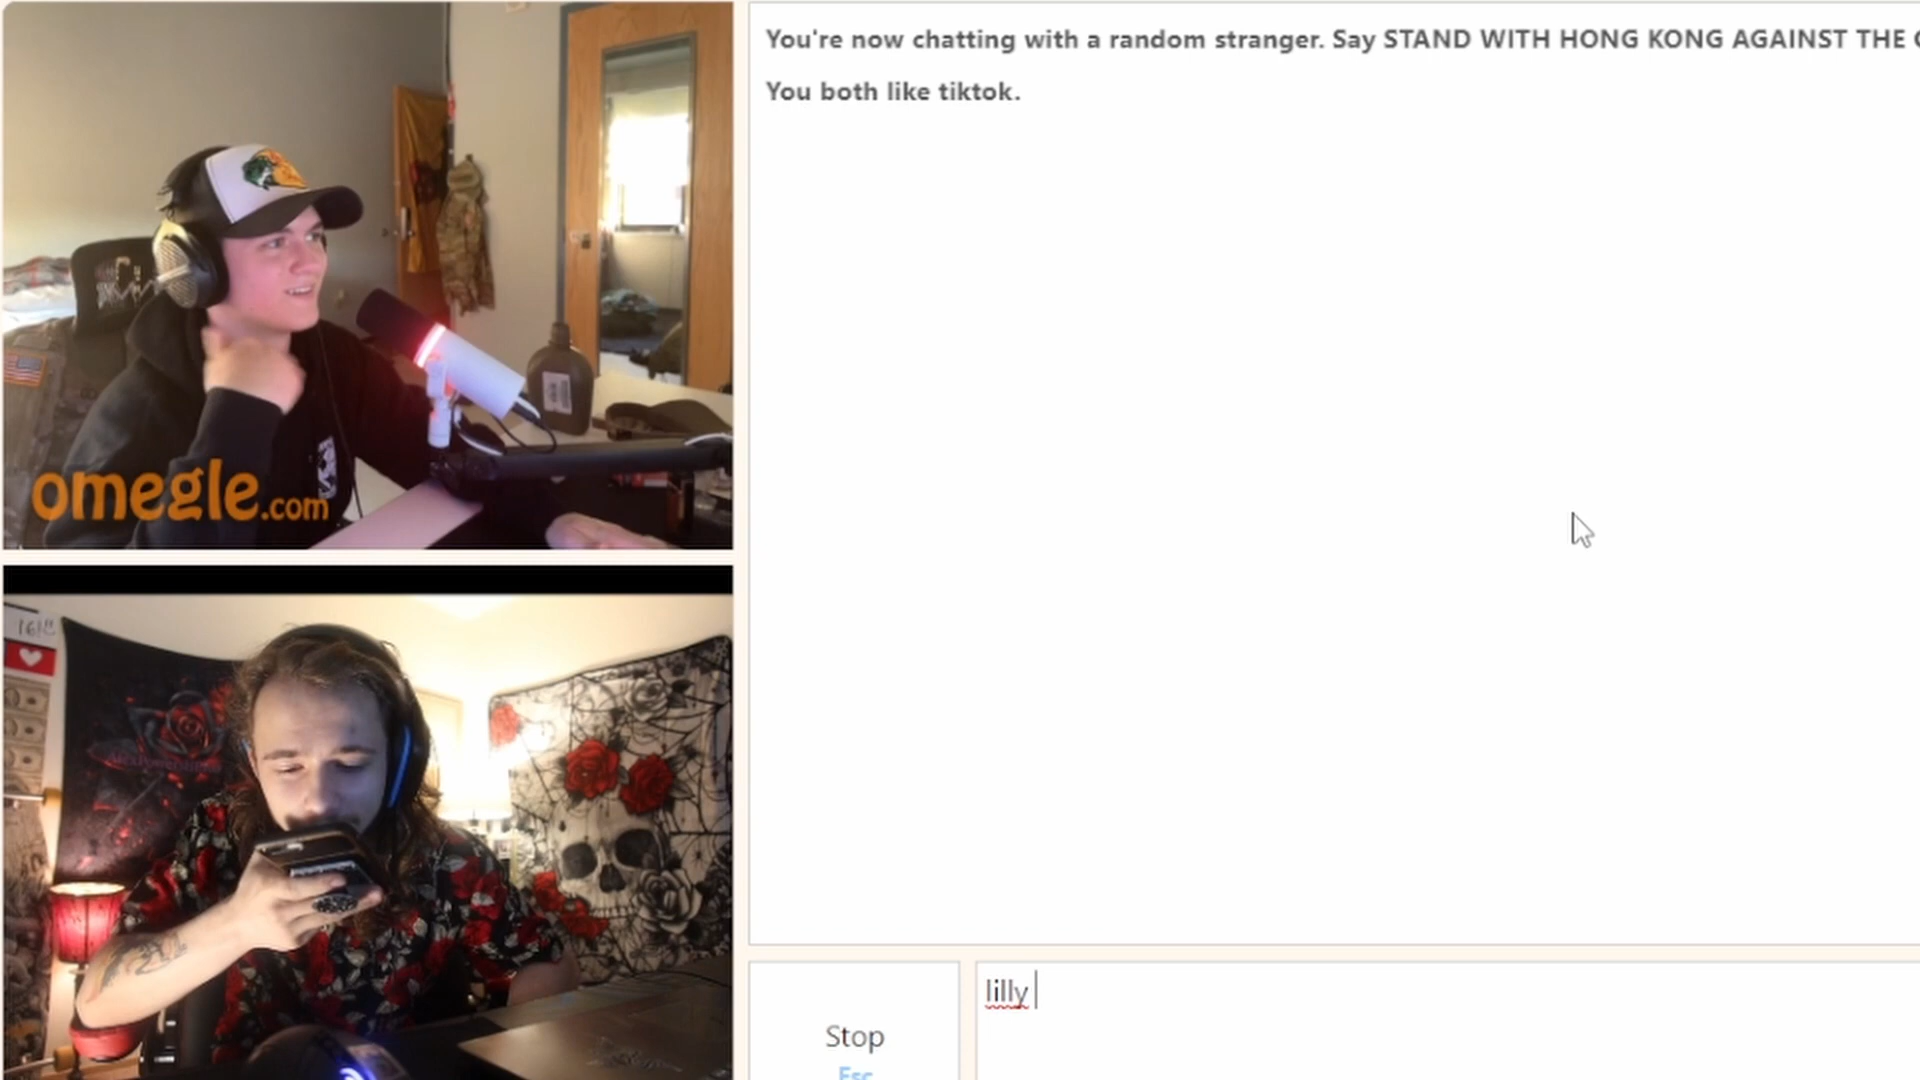 You're now chatting with a random stranger. Say STAND WITH HONG KONG AGAINST THE
You both like tiktok.
omegle.com
lilly
Stop
Esc